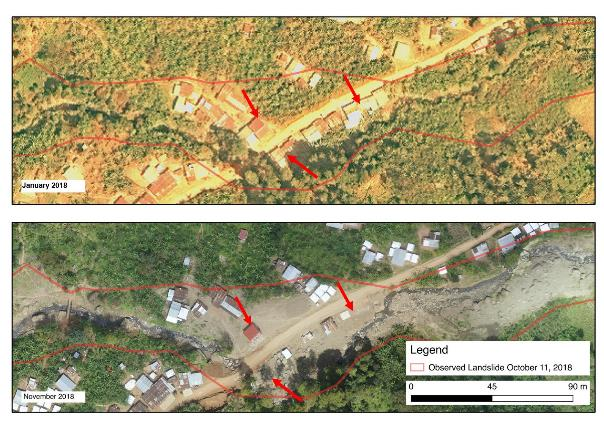 January 2018
November 2018
Legend
Observed Landslide October 11, 2018
0 45 90 m